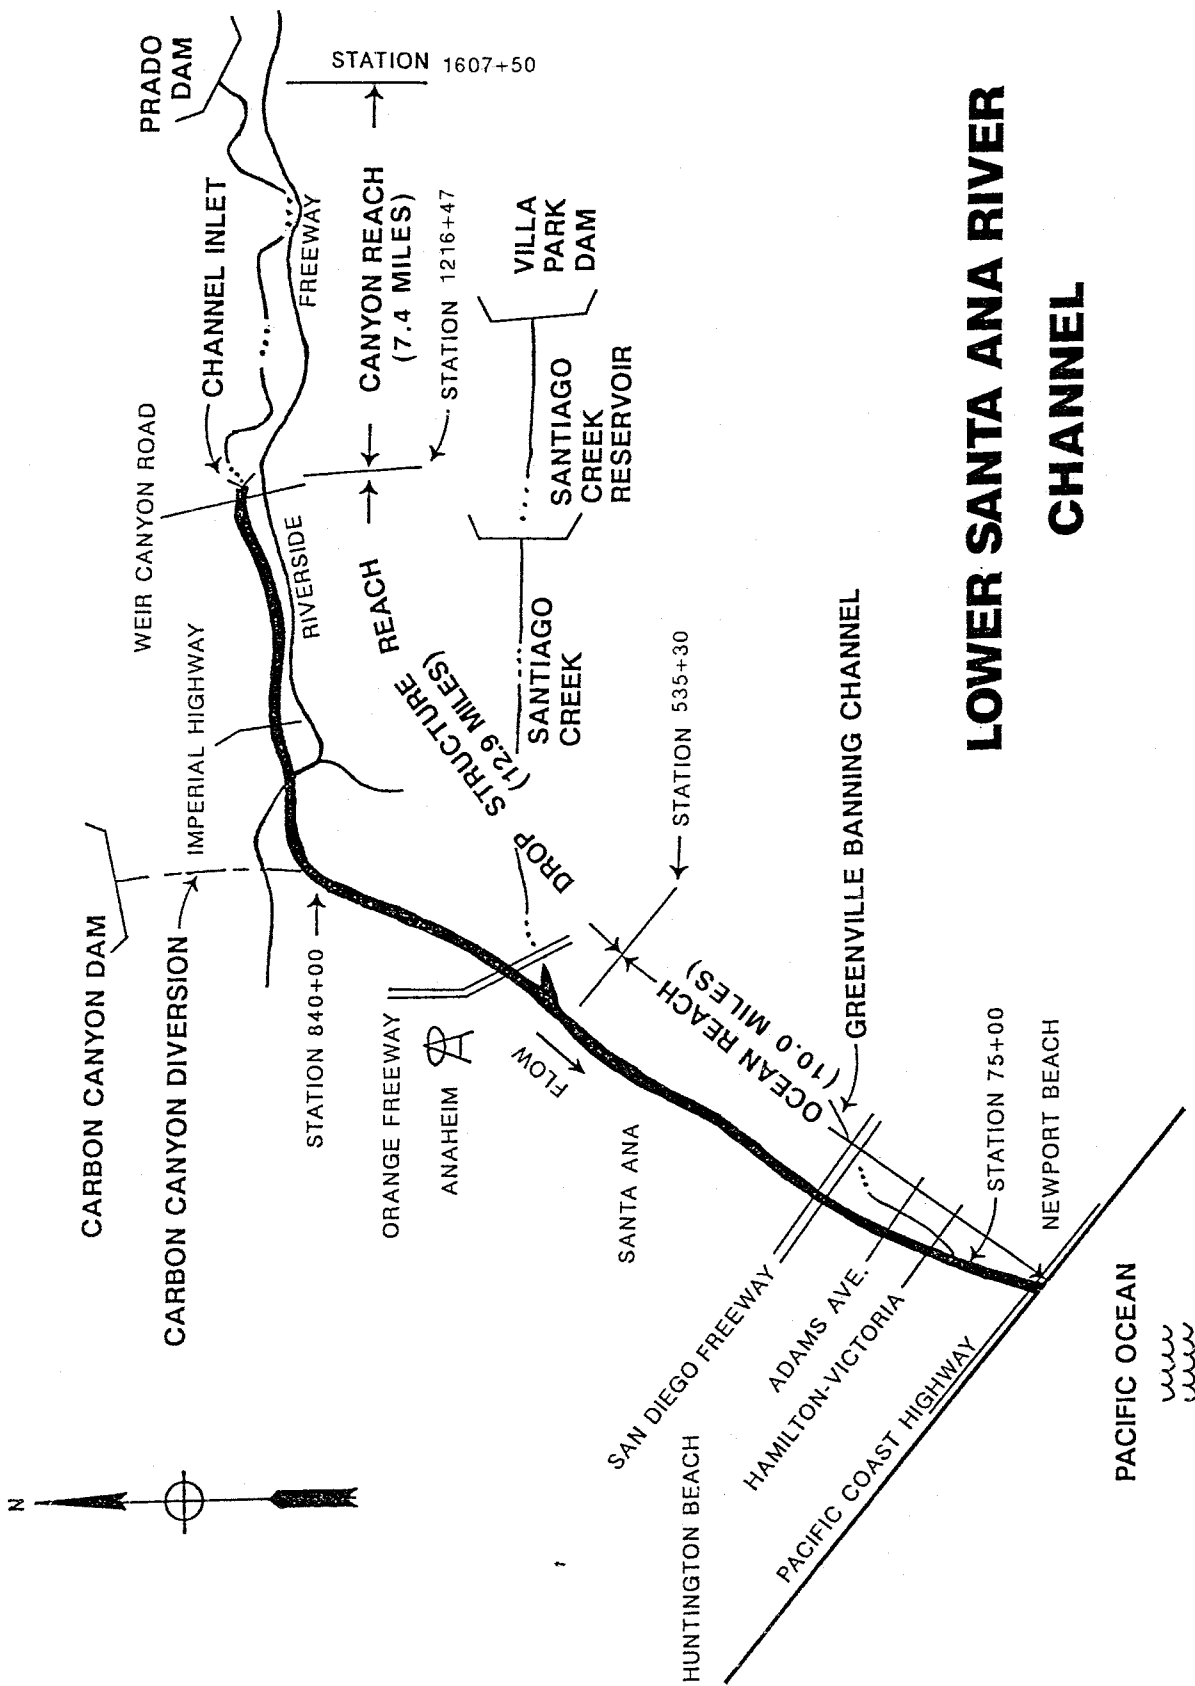 N
PRADO
DAM
STATION 1607+50
CHANNEL INLET
WEIR CANYON ROAD
FREEWAY
RIVERSIDE
CANYON REACH
(7.4 MILES)
STATION 1216+47
VILLA
PARK
DAM
SANTIAGO
CREEK
RESERVOIR
SANTIAGO
CREEK
IMPERIAL HIGHWAY
CARBON CANYON DAM
CARBON CANYON DIVERSION
STATION 840+00
DROP STRUCTURE REACH
(12.9 MILES)
STATION 535+30
ORANGE FREEWAY
ANAHEIM
FLOW
SANTA ANA
OCEAN REACH
(10.0 MILES)
GREENVILLE BANNING CHANNEL
STATION 75+00
NEWPORT BEACH
SAN DIEGO FREEWAY
ADAMS AVE.
HAMILTON-VICTORIA
HUNTINGTON BEACH
PACIFIC COAST HIGHWAY
PACIFIC OCEAN
LOWER SANTA ANA RIVER
CHANNEL